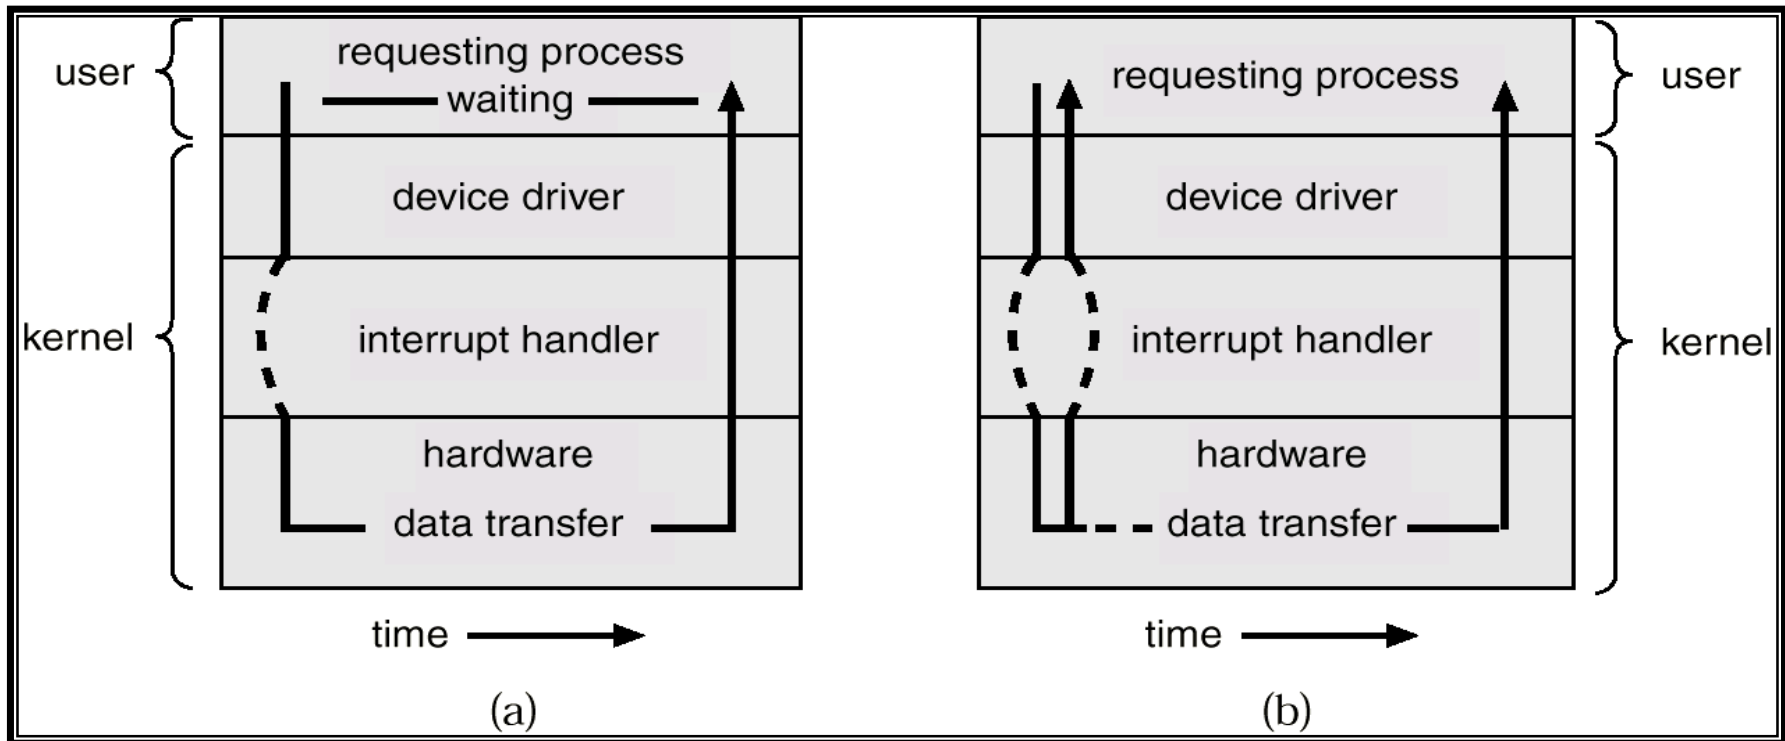 user
requesting process
waiting
device driver
kernel
interrupt handler
hardware
data transfer
time
(a)
requesting process
user
device driver
interrupt handler
kernel
hardware
data transfer
time
(b)